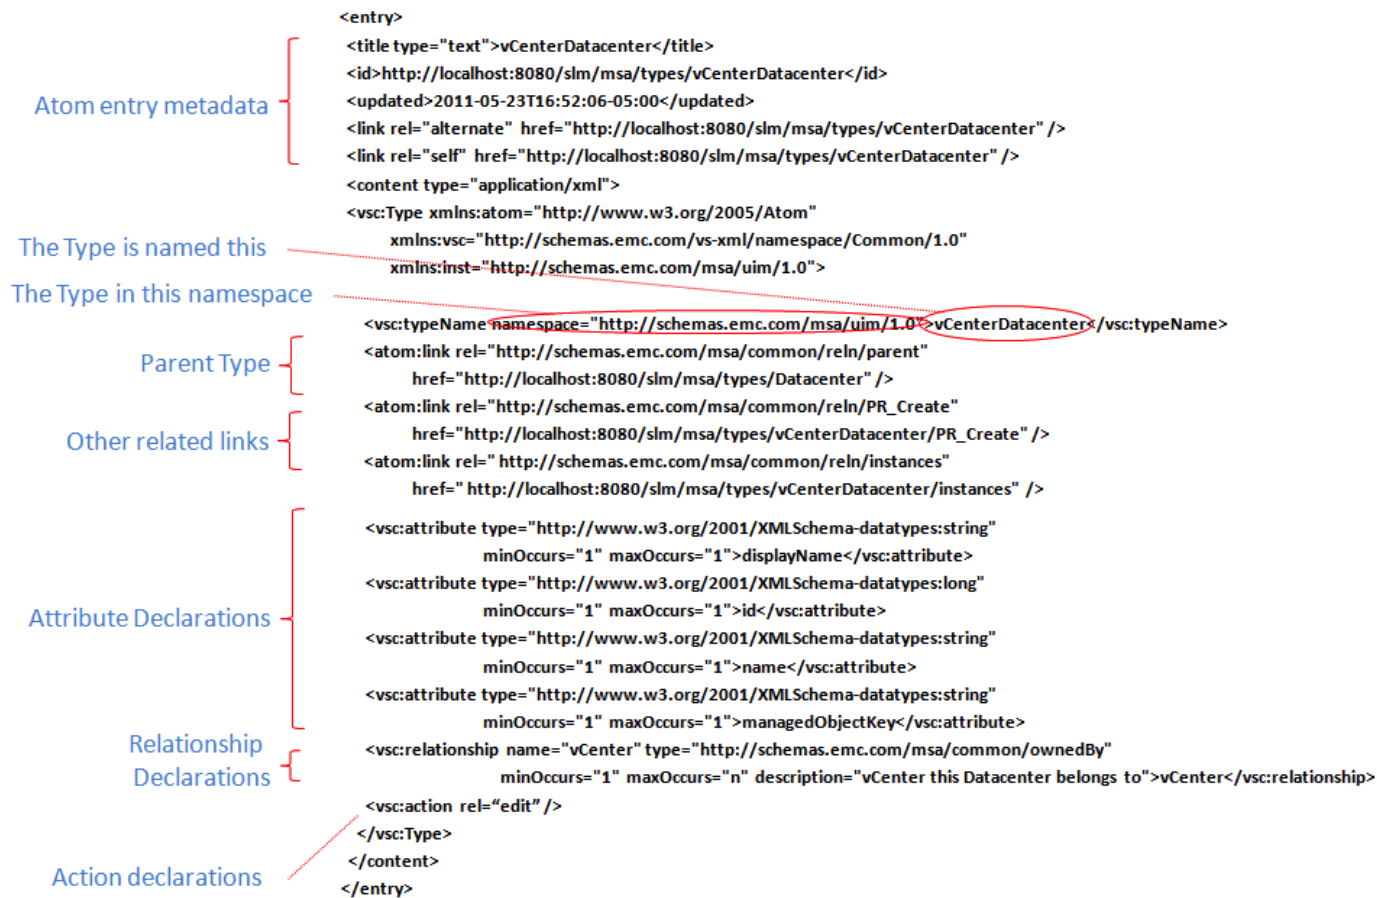 <entry>
<title type="text">vCenterDatacenter</title>
<id>http://localhost:8080/slm/msa/types/vCenterDatacenter</id>
Atom entry metadata
<updated>2011-05-23T16:52:06-05:00</updated>
<link rel="alternate" href="http://localhost:8080/slm/msa/types/vCenterDatacenter" />
<link rel="self" href="http://localhost:8080/slm/msa/types/vCenterDatacenter" />
<content type="application/xml">
<vsc:Type xmlns:atom="http://www.w3.org/2005/Atom"
The Type is named this
xmlns:vsc="http://schemas.emc.com/vs-xml/namespace/Common/1.0"
xmlns:inst="http://schemas.emc.com/msa/uim/1.0">
The Type in this namespace
<vsc:typeName namespace="http://schemas.emc.com/msa/uim/1.0">vCenterDatacenter</vsc:typeName>
Parent Type
<atom:link rel="http://schemas.emc.com/msa/common/reln/parent"
href="http://localhost:8080/slm/msa/types/Datacenter" />
<atom:link rel="http://schemas.emc.com/msa/common/reln/PR_Create"
Other related links
href="http://localhost:8080/slm/msa/types/vCenterDatacenter/PR_Create" />
<atom:link rel=" http://schemas.emc.com/msa/common/reln/instances"
href=" http://localhost:8080/slm/msa/types/vCenterDatacenter/instances" />
<vsc:attribute type="http://www.w3.org/2001/XMLSchema-datatypes:string"
minOccurs="1" maxOccurs="1">displayName</vsc:attribute>
<vsc:attribute type="http://www.w3.org/2001/XMLSchema-datatypes:long"
minOccurs="1" maxOccurs="1">id</vsc:attribute>
Attribute Declarations
<vsc:attribute type="http://www.w3.org/2001/XMLSchema-datatypes:string"
minOccurs="1" maxOccurs="1">name</vsc:attribute>
<vsc:attribute type="http://www.w3.org/2001/XMLSchema-datatypes:string"
minOccurs="1" maxOccurs="1">managedObjectKey</vsc:attribute>
Relationship
Declarations
<vsc:relationship name="vCenter" type="http://schemas.emc.com/msa/common/ownedBy"
minOccurs="1" maxOccurs="n" description="vCenter this Datacenter belongs to">vCenter</vsc:relationship>
<vsc:action rel=“edit” />
</vsc:Type>
</content>
Action declarations
</entry>